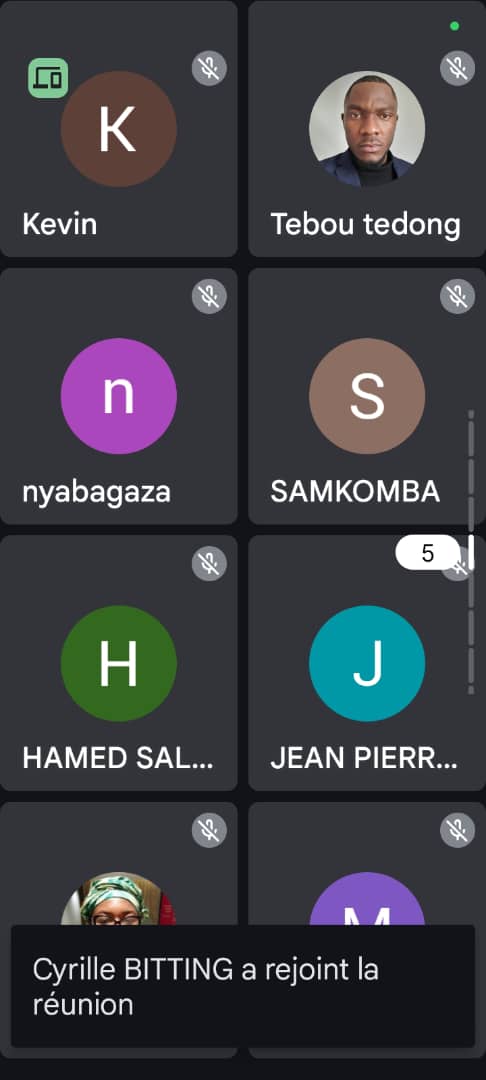 K
Kevin
Tebou tedong
n
nyabagaza
S
SAMKOMBA
5
H
HAMED SAL...
J
JEAN PIERR...
M
Cyrille BITTING a rejoint la
réunion